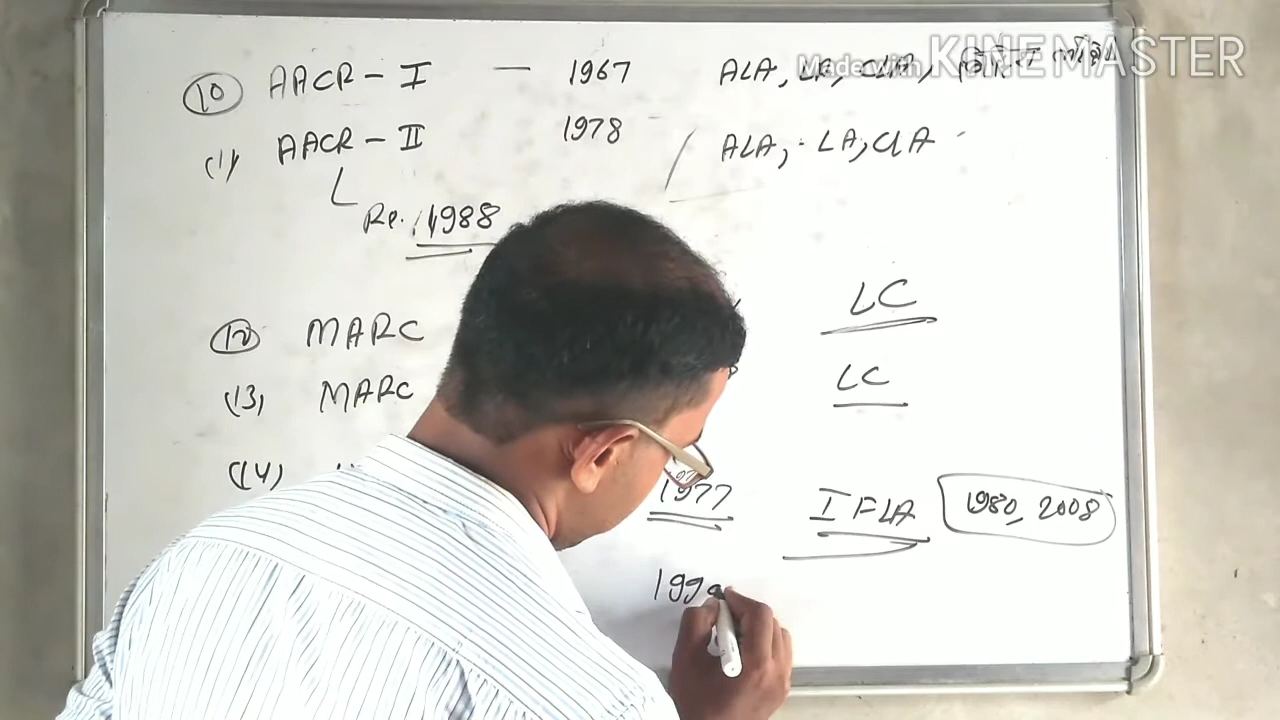 Made with KINEMASTER
(10) AACR - I — 1967 ALA, LA, CLA,
(11) AACR - II 1978 / ALA, LA, CLA
Re. 1988
(12) MARC LC
(13) MARC LC
(14) 1977 IFLA 1980, 2008
199